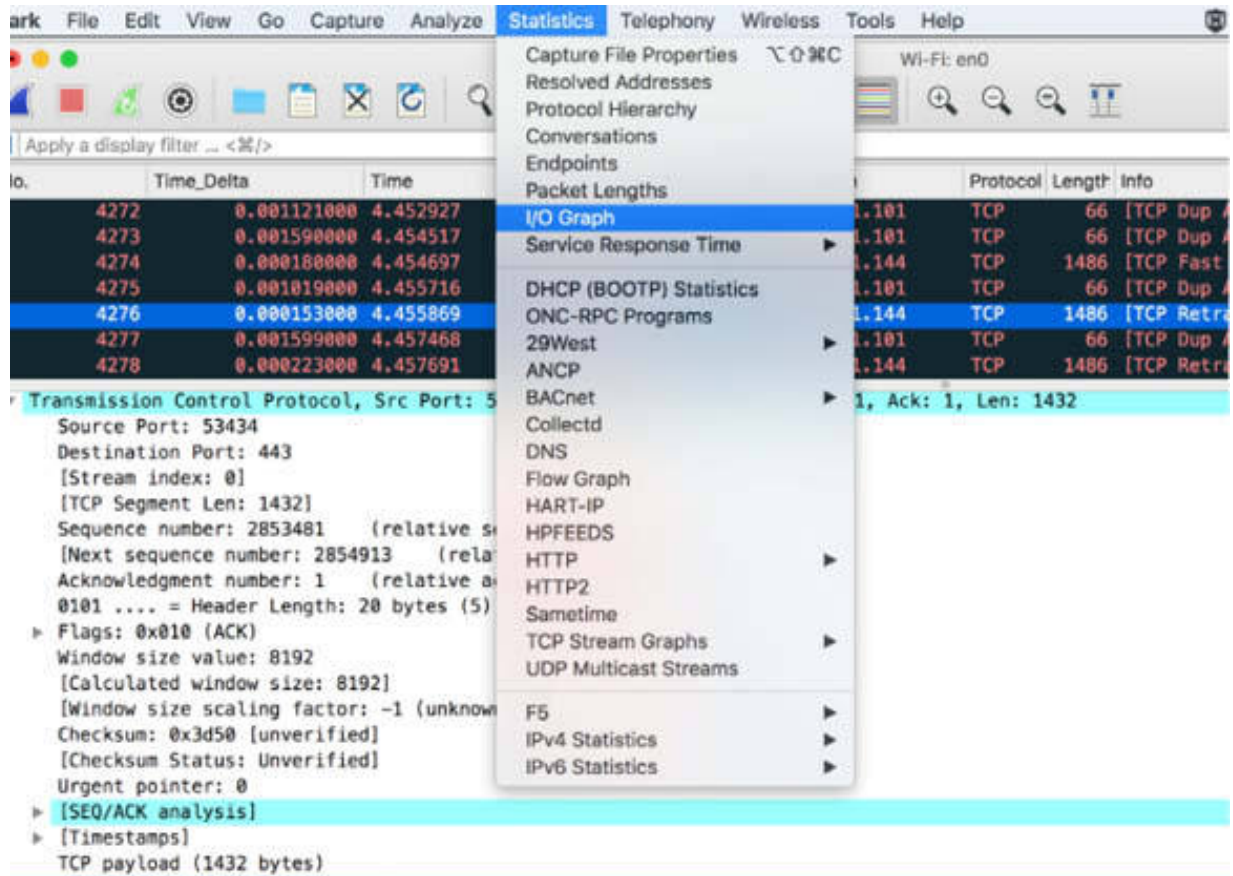 ark File Edit View Go Capture Analyze Statistics Telephony Wireless Tools Help
Capture File Properties ⌥⇧⌘C
Wi-Fi: en0
Resolved Addresses
Protocol Hierarchy
Apply a display filter ... <⌘/>
Conversations
Endpoints
Packet Lengths
I/O Graph
Service Response Time
DHCP (BOOTP) Statistics
ONC-RPC Programs
29West
ANCP
BACnet
Collectd
DNS
Flow Graph
HART-IP
HPFEEDS
HTTP
HTTP2
Sametime
TCP Stream Graphs
UDP Multicast Streams
F5
IPv4 Statistics
IPv6 Statistics
lo. Time_Delta Time Protocol Length Info
4272 0.001121000 4.452927 1.101 TCP 66 [TCP Dup
4273 0.001590000 4.454517 1.101 TCP 66 [TCP Dup
4274 0.000180000 4.454697 1.144 TCP 1486 [TCP Fast
4275 0.001019000 4.455716 1.101 TCP 66 [TCP Dup
4276 0.000153000 4.455869 1.144 TCP 1486 [TCP Retra
4277 0.001599000 4.457468 1.101 TCP 66 [TCP Dup
4278 0.000223000 4.457691 1.144 TCP 1486 [TCP Retra
Transmission Control Protocol, Src Port: 5 1, Ack: 1, Len: 1432
Source Port: 53434
Destination Port: 443
[Stream index: 0]
[TCP Segment Len: 1432]
Sequence number: 2853481 (relative s
[Next sequence number: 2854913 (rela
Acknowledgment number: 1 (relative a
0101 .... = Header Length: 20 bytes (5)
Flags: 0x010 (ACK)
Window size value: 8192
[Calculated window size: 8192]
[Window size scaling factor: -1 (unknown
Checksum: 0x3d50 [unverified]
[Checksum Status: Unverified]
Urgent pointer: 0
[SEQ/ACK analysis]
[Timestamps]
TCP payload (1432 bytes)